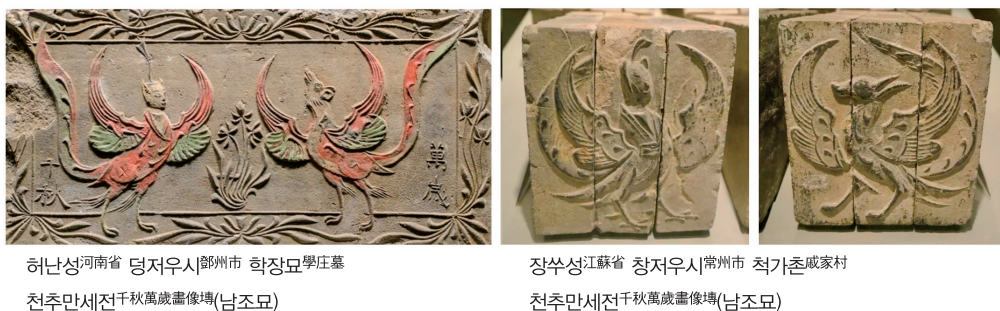 千秋
萬歲
허난성河南省 덩저우시鄧州市 학장묘學庄墓
천추만세전千秋萬歲畫像塼(남조묘)
장쑤성江蘇省 창저우시常州市 척가촌戚家村
천추만세전千秋萬歲畫像塼(남조묘)